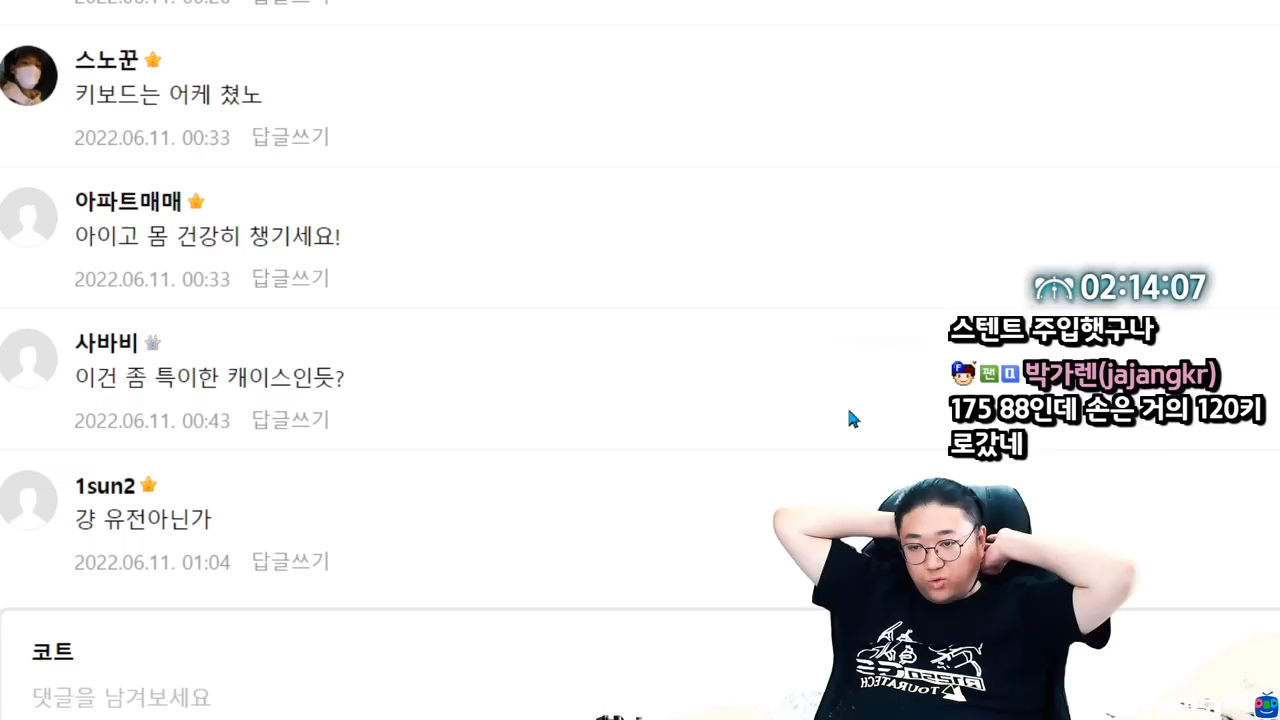 스노꾼
키보드는 어케 쳤노
2022.06.11. 00:33 답글쓰기
아파트매매
아이고 몸 건강히 챙기세요!
2022.06.11. 00:33 답글쓰기
사바비
이건 좀 특이한 캐이스인듯?
2022.06.11. 00:43 답글쓰기
1sun2
걍 유전아닌가
2022.06.11. 01:04 답글쓰기
코트
댓글을 남겨보세요
02:14:07
스텐트 주입햇구나
팬 박가렌(jajangkr)
175 88인데 손은 거의 120키
로갔네
TOURATECH